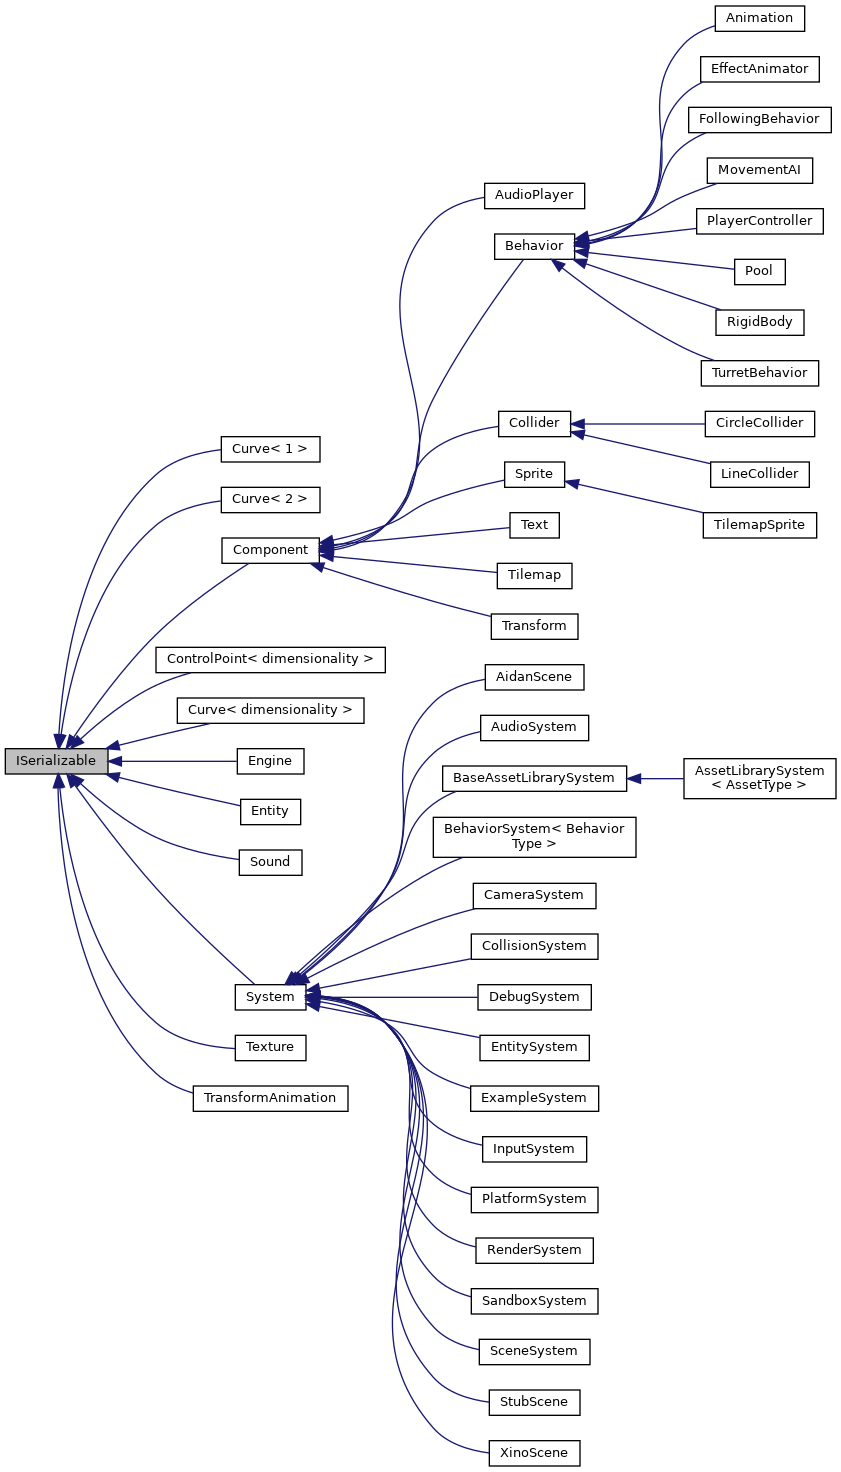 Animation
EffectAnimator
FollowingBehavior
MovementAI
AudioPlayer
PlayerController
Behavior
Pool
RigidBody
TurretBehavior
Collider
CircleCollider
Curve< 1 >
Sprite
LineCollider
Curve< 2 >
Text
TilemapSprite
Component
Tilemap
Transform
ControlPoint< dimensionality >
AidanScene
Curve< dimensionality >
AudioSystem
ISerializable
Engine
BaseAssetLibrarySystem
AssetLibrarySystem
< AssetType >
Entity
BehaviorSystem< Behavior
Type >
Sound
CameraSystem
CollisionSystem
System
DebugSystem
Texture
EntitySystem
TransformAnimation
ExampleSystem
InputSystem
PlatformSystem
RenderSystem
SandboxSystem
SceneSystem
StubScene
XinoScene